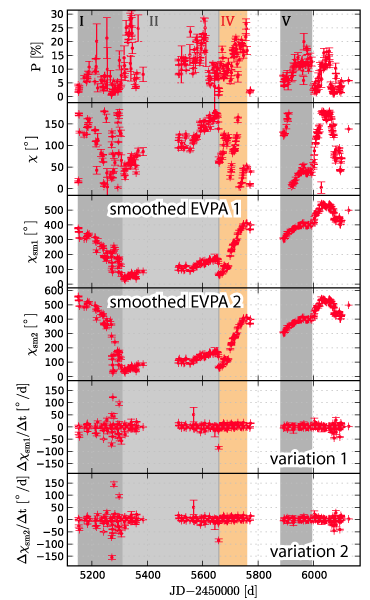 I II IV V
P [%]
30
25
20
15
10
5
0
χ [°]
150
100
50
0
χsm1 [°]
smoothed EVPA 1
500
400
300
200
100
0
χsm2 [°]
smoothed EVPA 2
600
500
400
300
200
100
0
Δχsm1/Δt [°/d]
150
100
50
0
−50
−100
−150
variation 1
Δχsm2/Δt [°/d]
150
100
50
0
−50
−100
−150
variation 2
5200 5400 5600 5800 6000
JD−2450000 [d]